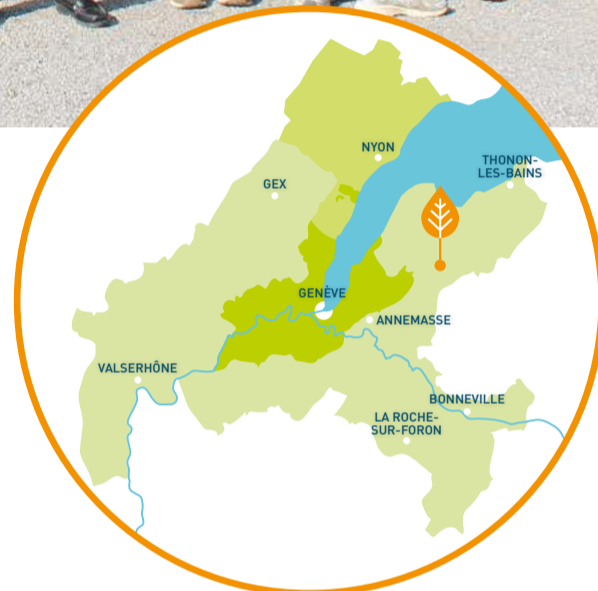 NYON
THONON-
LES-BAINS
GEX
GENÈVE
ANNEMASSE
VALSERHÔNE
BONNEVILLE
LA ROCHE-
SUR-FORON